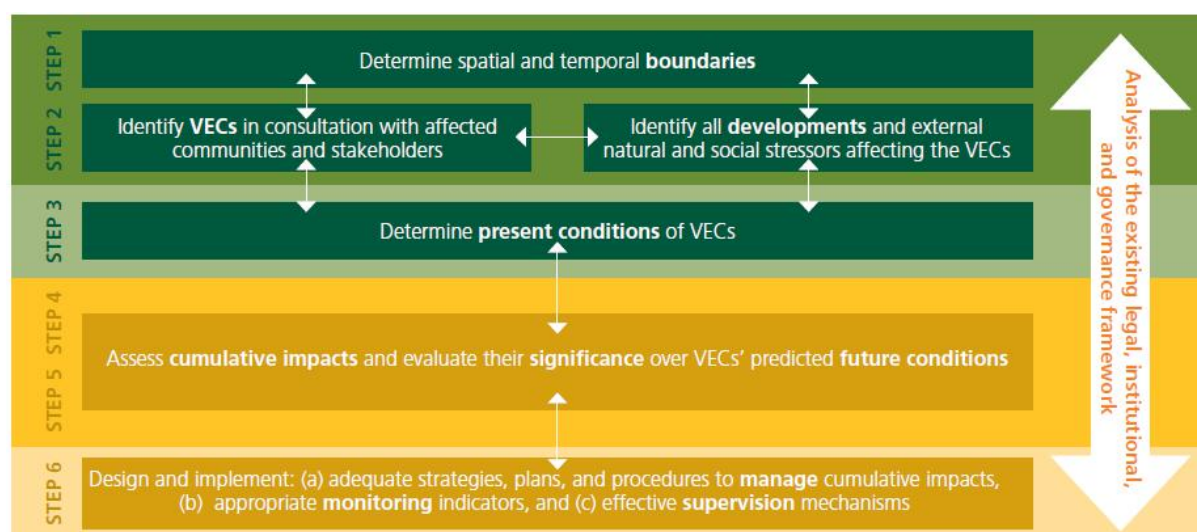 STEP 1
Determine spatial and temporal boundaries
STEP 2
Identify VECs in consultation with affected
communities and stakeholders
Identify all developments and external
natural and social stressors affecting the VECs
STEP 3
Determine present conditions of VECs
STEP 4
STEP 5
Assess cumulative impacts and evaluate their significance over VECs’ predicted future conditions
STEP 6
Design and implement: (a) adequate strategies, plans, and procedures to manage cumulative impacts,
(b) appropriate monitoring indicators, and (c) effective supervision mechanisms
Analysis of the existing legal, institutional,
and governance framework